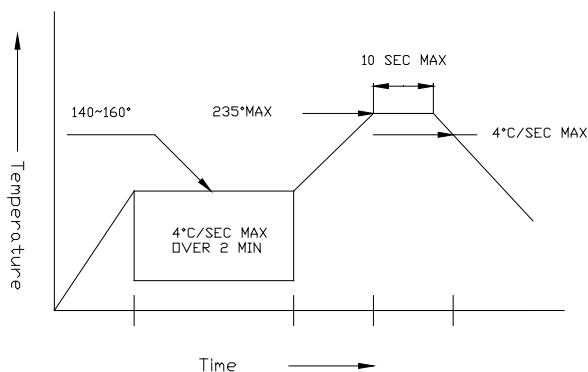 10 SEC MAX
140~160°
235°MAX
4°C/SEC MAX
4°C/SEC MAX
OVER 2 MIN
Temperature
Time